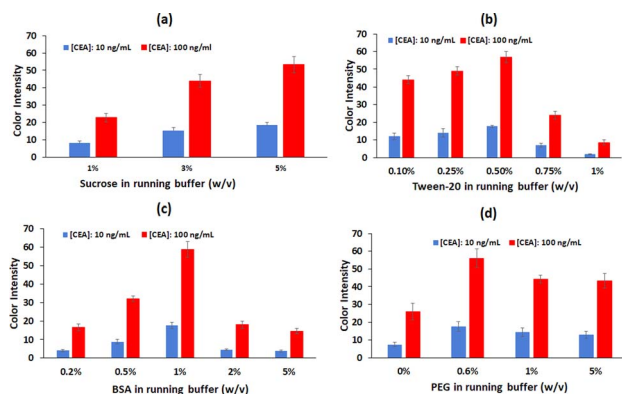 (a)
[CEA]: 10 ng/mL [CEA]: 100 ng/ml
Color Intensity
70
60
50
40
30
20
10
0
1% 3% 5%
Sucrose in running buffer (w/v)
(b)
[CEA]: 10 ng/mL [CEA]: 100 ng/mL
Color Intensity
70
60
50
40
30
20
10
0
0.10% 0.25% 0.50% 0.75% 1%
Tween-20 in running buffer (w/v)
(c)
[CEA]: 10 ng/mL [CEA]: 100 ng/mL
Color Intensity
70
60
50
40
30
20
10
0
0.2% 0.5% 1% 2% 5%
BSA in running buffer (w/v)
(d)
[CEA]: 10 ng/mL [CEA]: 100 ng/mL
Color Intensity
70
60
50
40
30
20
10
0
0% 0.6% 1% 5%
PEG in running buffer (w/v)